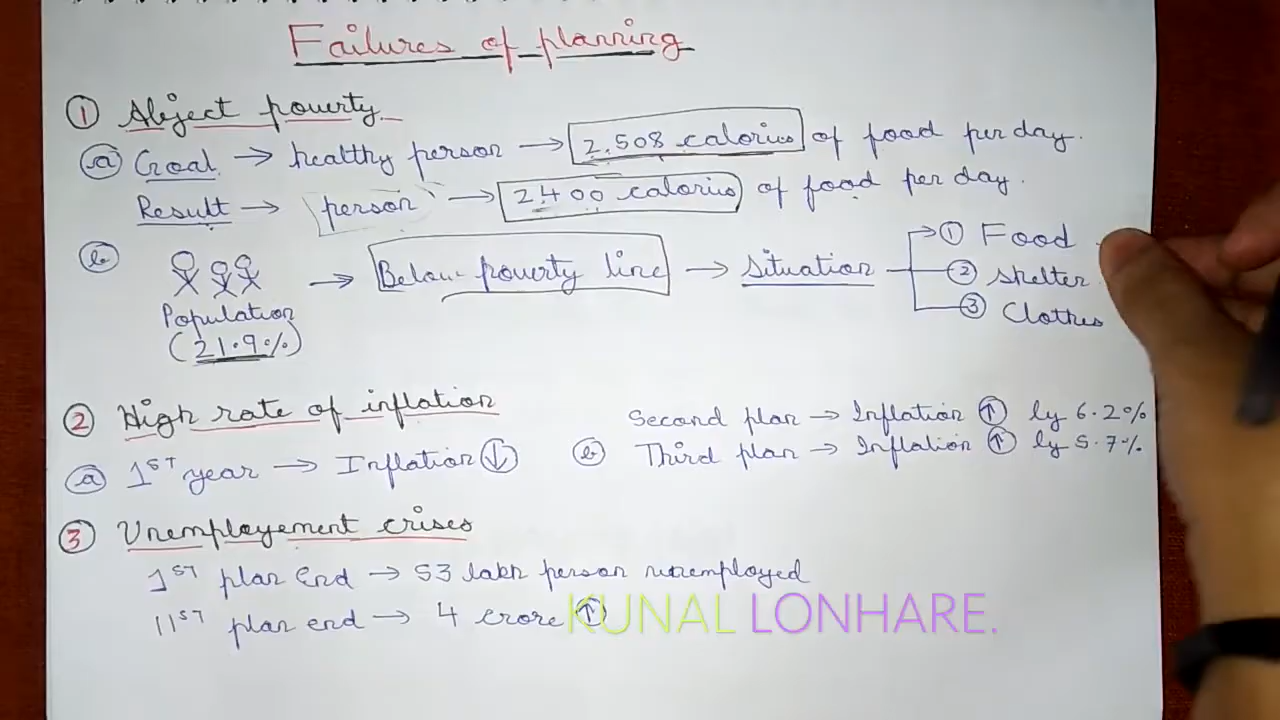 Failures of planning
① Abject poverty
ⓐ Goal → healthy person → 2,508 calories of food per day.
Result → person → 2400 calories of food per day.
ⓑ Population (21.9%) → Below poverty line → Situation
① Food
② Shelter
③ Clothes
② High rate of inflation
ⓐ 1ST year → Inflation ↓
ⓑ Second plan → Inflation ↑ by 6.2%
Third plan → Inflation ↑ by 5.7%
③ Unemployement crises
1ST plan end → 53 lakh person unemployed
11ST plan end → 4 crore ↑
KUNAL LONHARE.